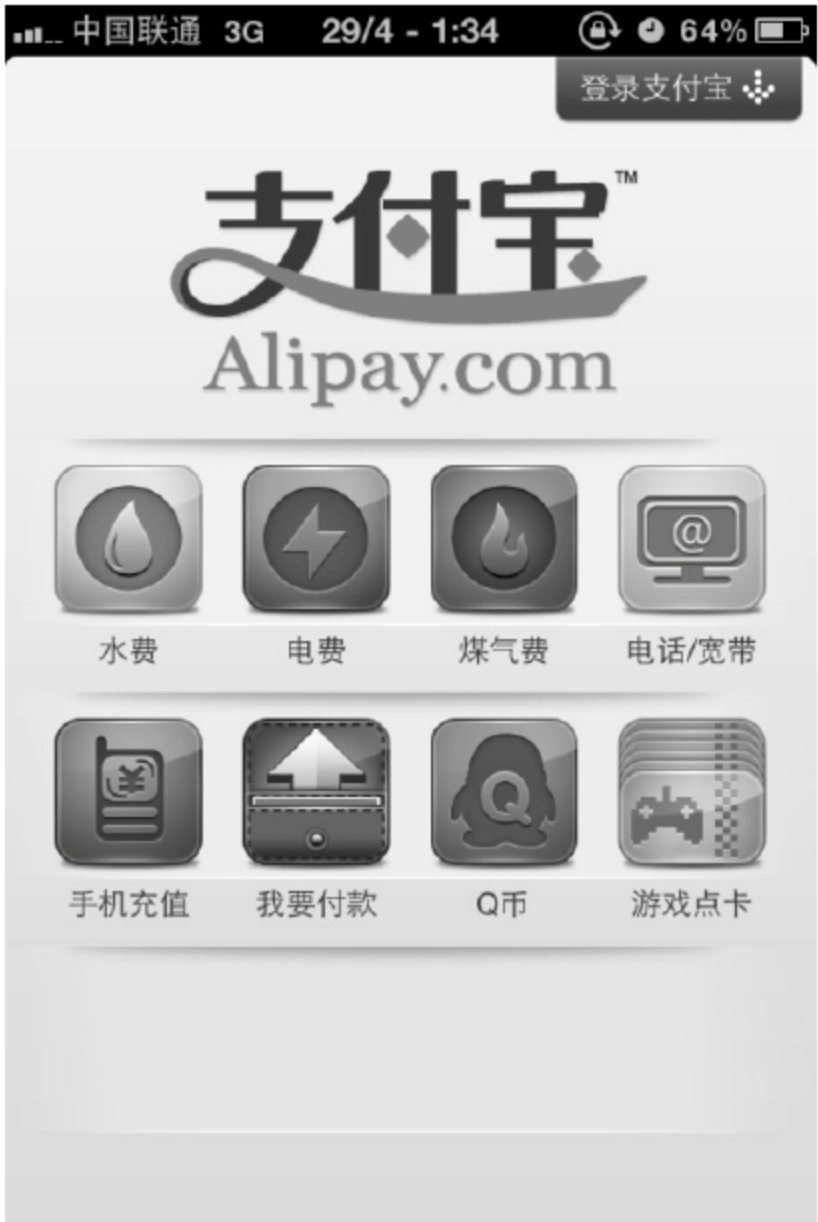 中国联通 3G 29/4 - 1:34 64%
登录支付宝
支付宝™
Alipay.com
@
水费 电费 煤气费 电话/宽带
¥ Q
手机充值 我要付款 Q币 游戏点卡